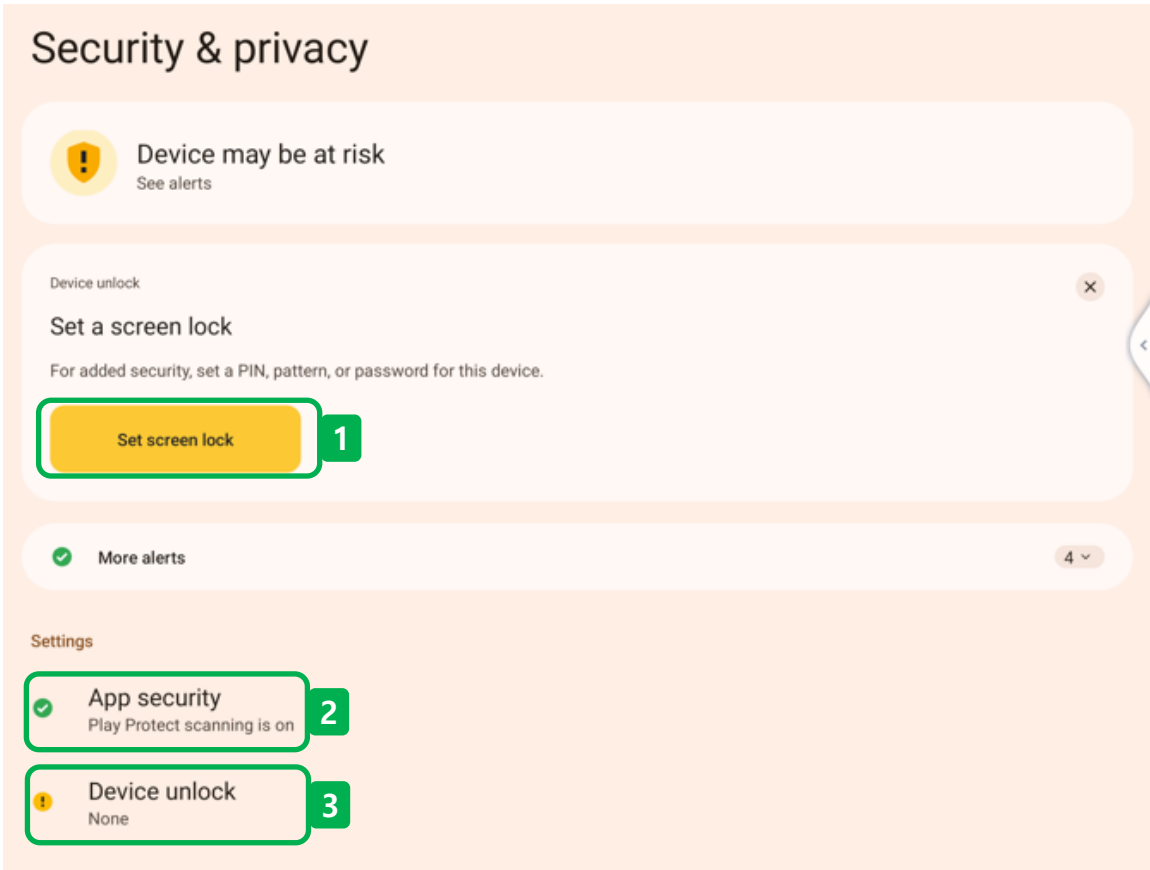 Security & privacy
Device may be at risk
See alerts
Device unlock
Set a screen lock
For added security, set a PIN, pattern, or password for this device.
Set screen lock
1
More alerts
4
Settings
App security
Play Protect scanning is on
2
Device unlock
None
3